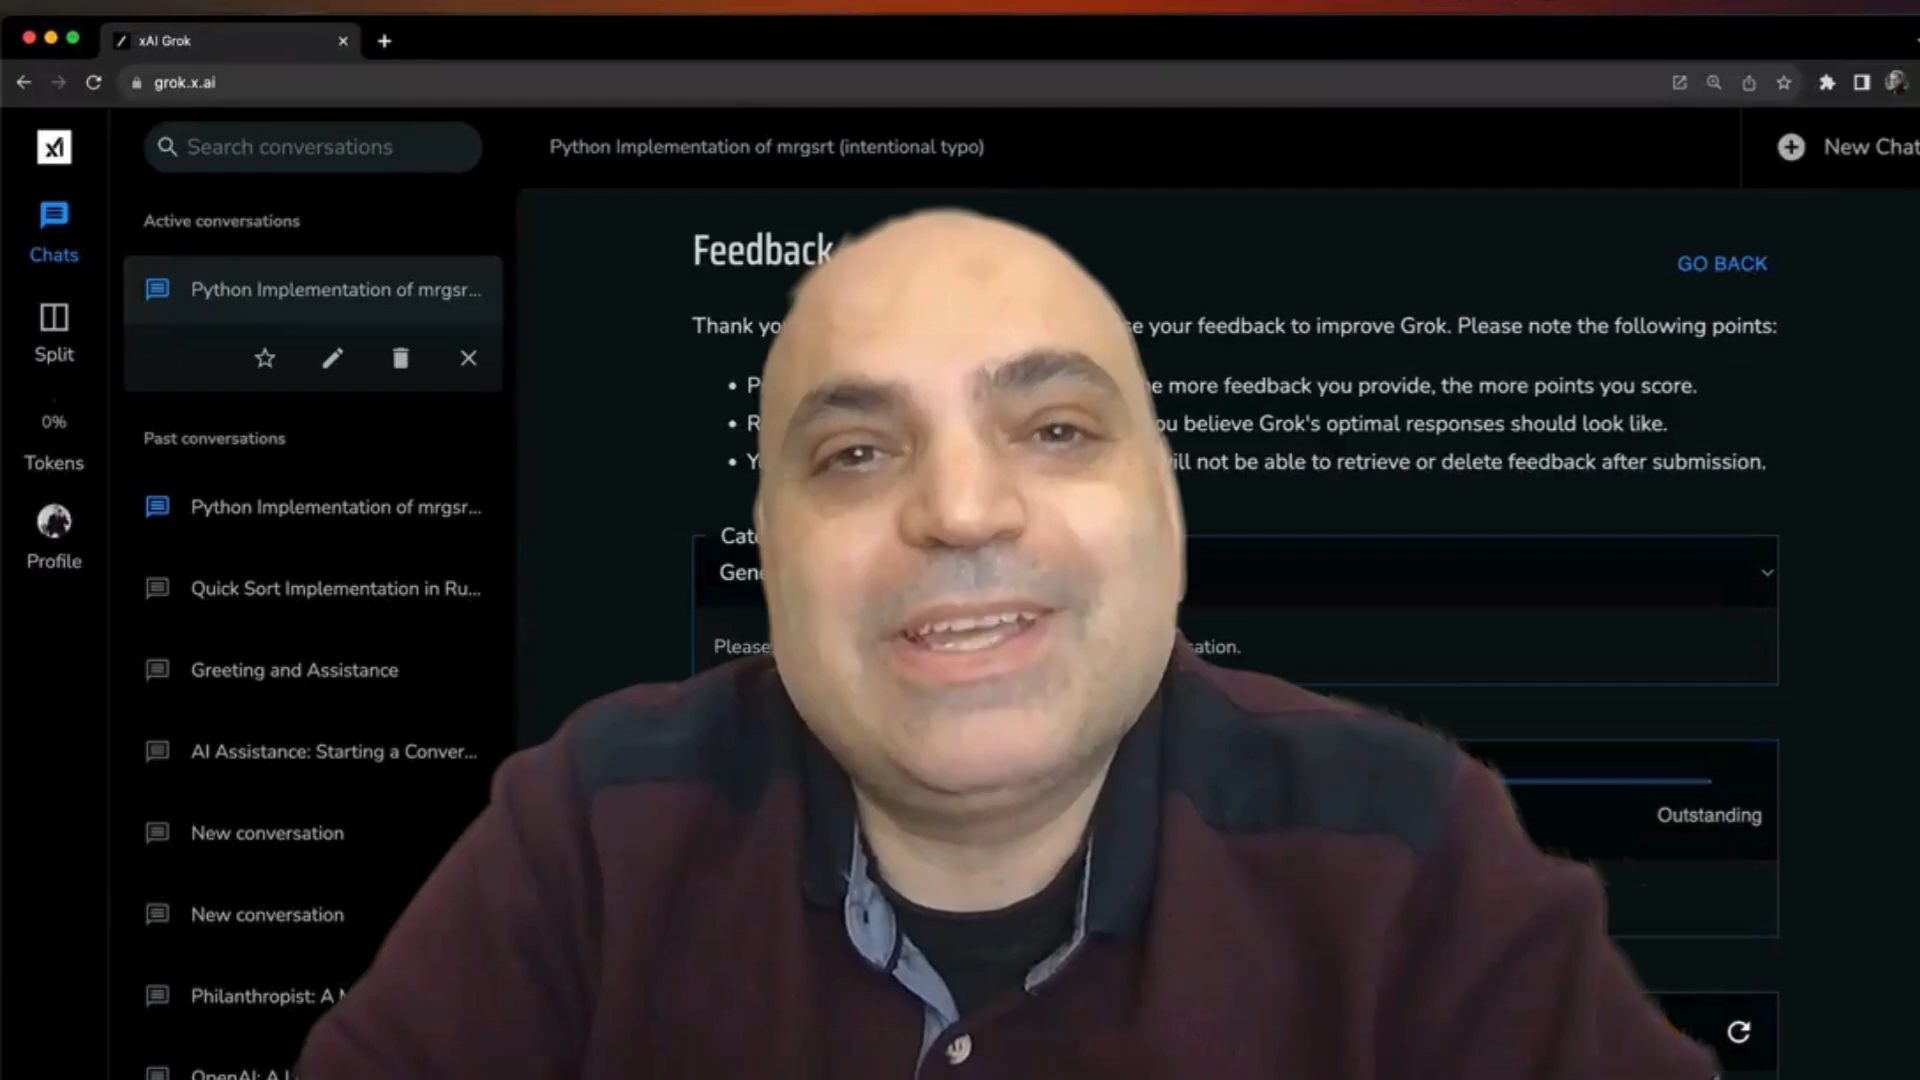 xAI Grok
grok.x.ai
Search conversations
Python Implementation of mrgsrt (intentional typo)
New Chat
Active conversations
Chats
Python Implementation of mrgsr...
Split
0%
Tokens
Profile
Past conversations
Python Implementation of mrgsr...
Quick Sort Implementation in Ru...
Greeting and Assistance
AI Assistance: Starting a Conver...
New conversation
New conversation
Philanthropist: A
OpenAI: A
Feedback
GO BACK
Thank your feedback to improve Grok. Please note the following points:
more feedback you provide, the more points you score.
believe Grok's optimal responses should look like.
not be able to retrieve or delete feedback after submission.
Please
Outstanding